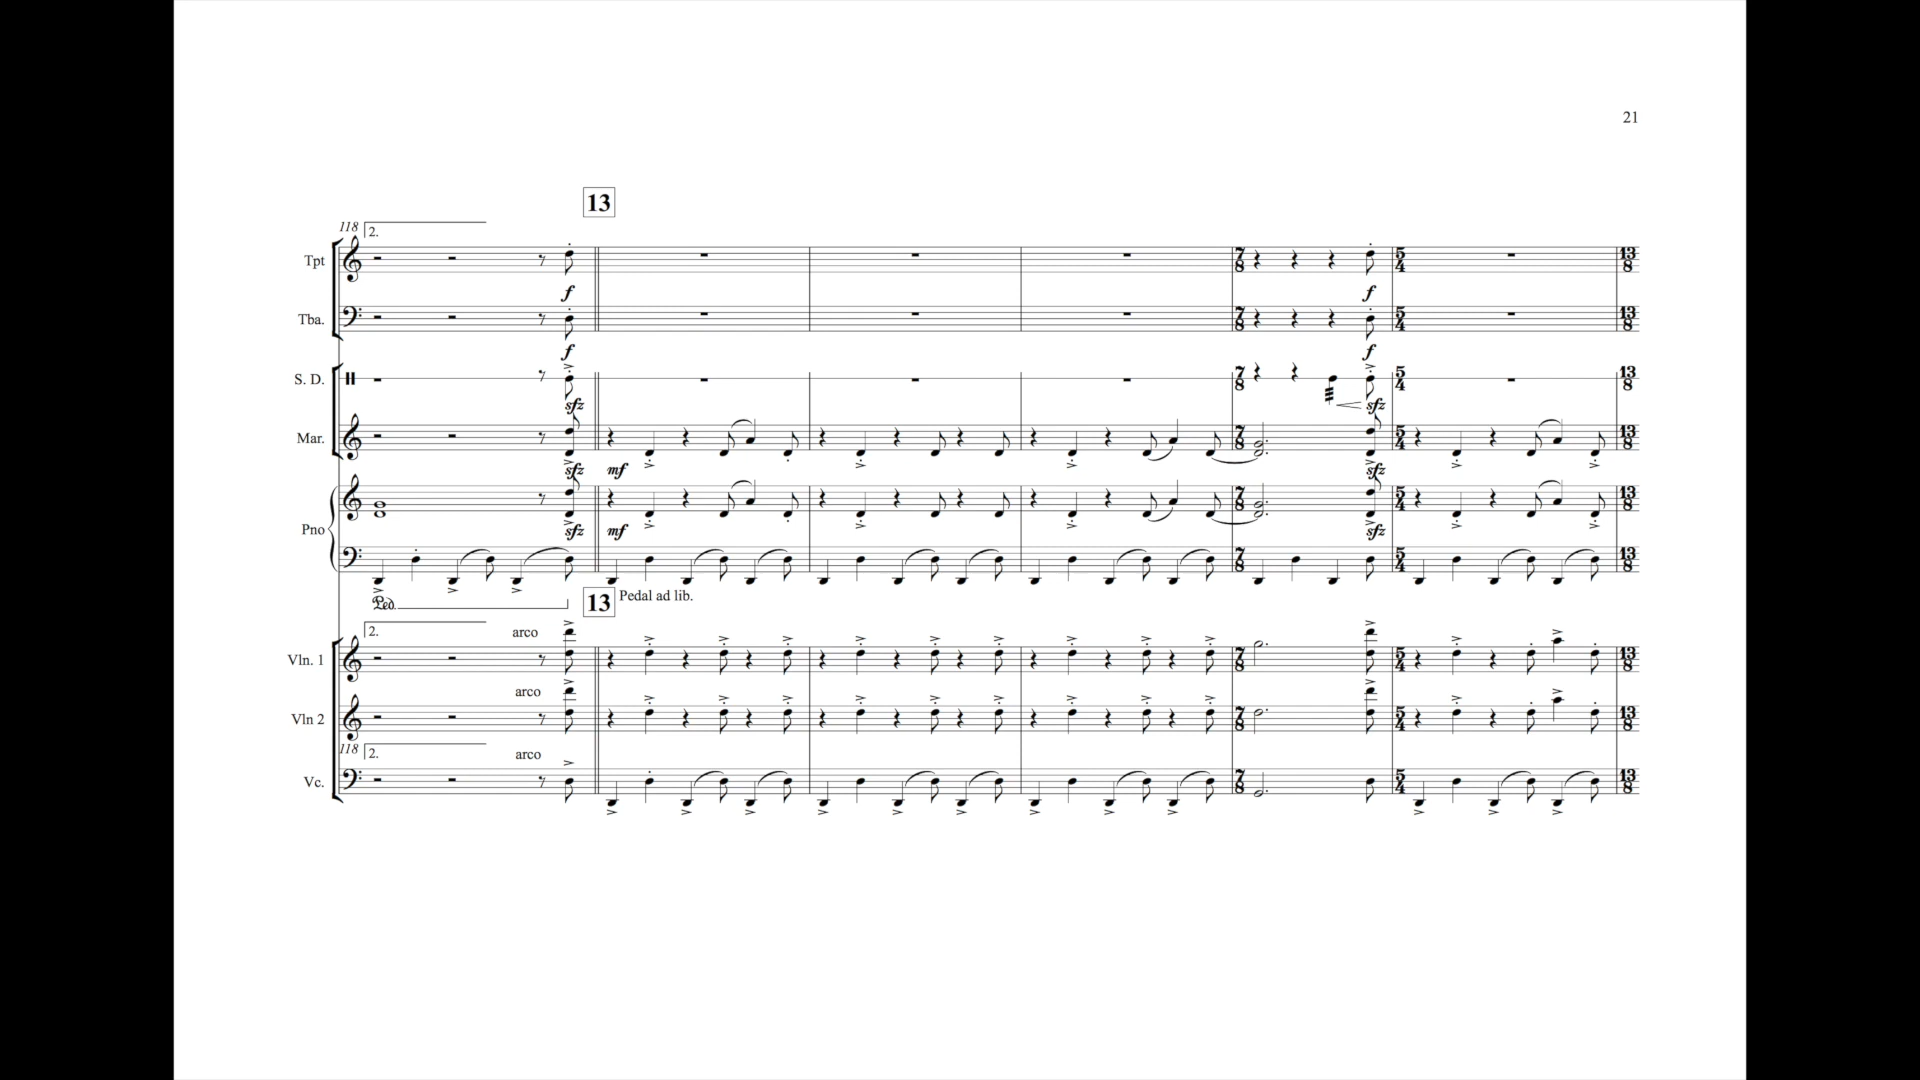 21
13
118 2.
Tpt
f f
Tba. 7 8 5 4 13 8
f f
S. D.
sfz sfz
Mar.
sfz mf sfz
Pno
sfz mf sfz
Ped.
13 Pedal ad lib.
2. arco
Vln. 1
arco
Vln 2
118 2. arco
Vc.